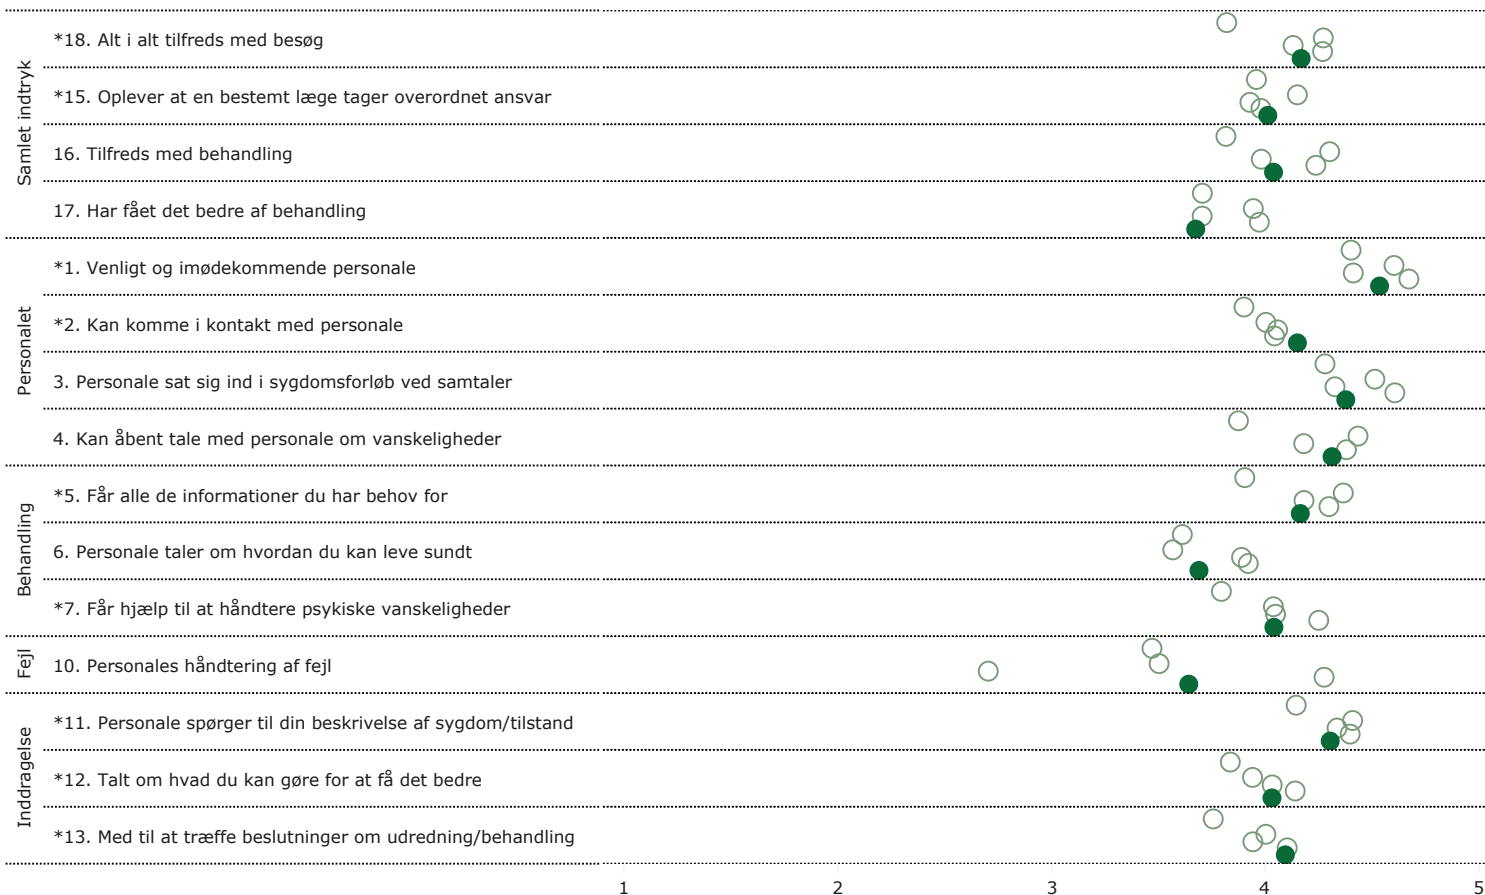 Samlet indtryk
*18. Alt i alt tilfreds med besøg
*15. Oplever at en bestemt læge tager overordnet ansvar
16. Tilfreds med behandling
17. Har fået det bedre af behandling
Personalet
*1. Venligt og imødekommende personale
*2. Kan komme i kontakt med personale
3. Personale sat sig ind i sygdomsforløb ved samtaler
4. Kan åbent tale med personale om vanskeligheder
Behandling
*5. Får alle de informationer du har behov for
6. Personale taler om hvordan du kan leve sundt
*7. Får hjælp til at håndtere psykiske vanskeligheder
Fejl
10. Personales håndtering af fejl
Inddragelse
*11. Personale spørger til din beskrivelse af sygdom/tilstand
*12. Talt om hvad du kan gøre for at få det bedre
*13. Med til at træffe beslutninger om udredning/behandling
1 2 3 4 5